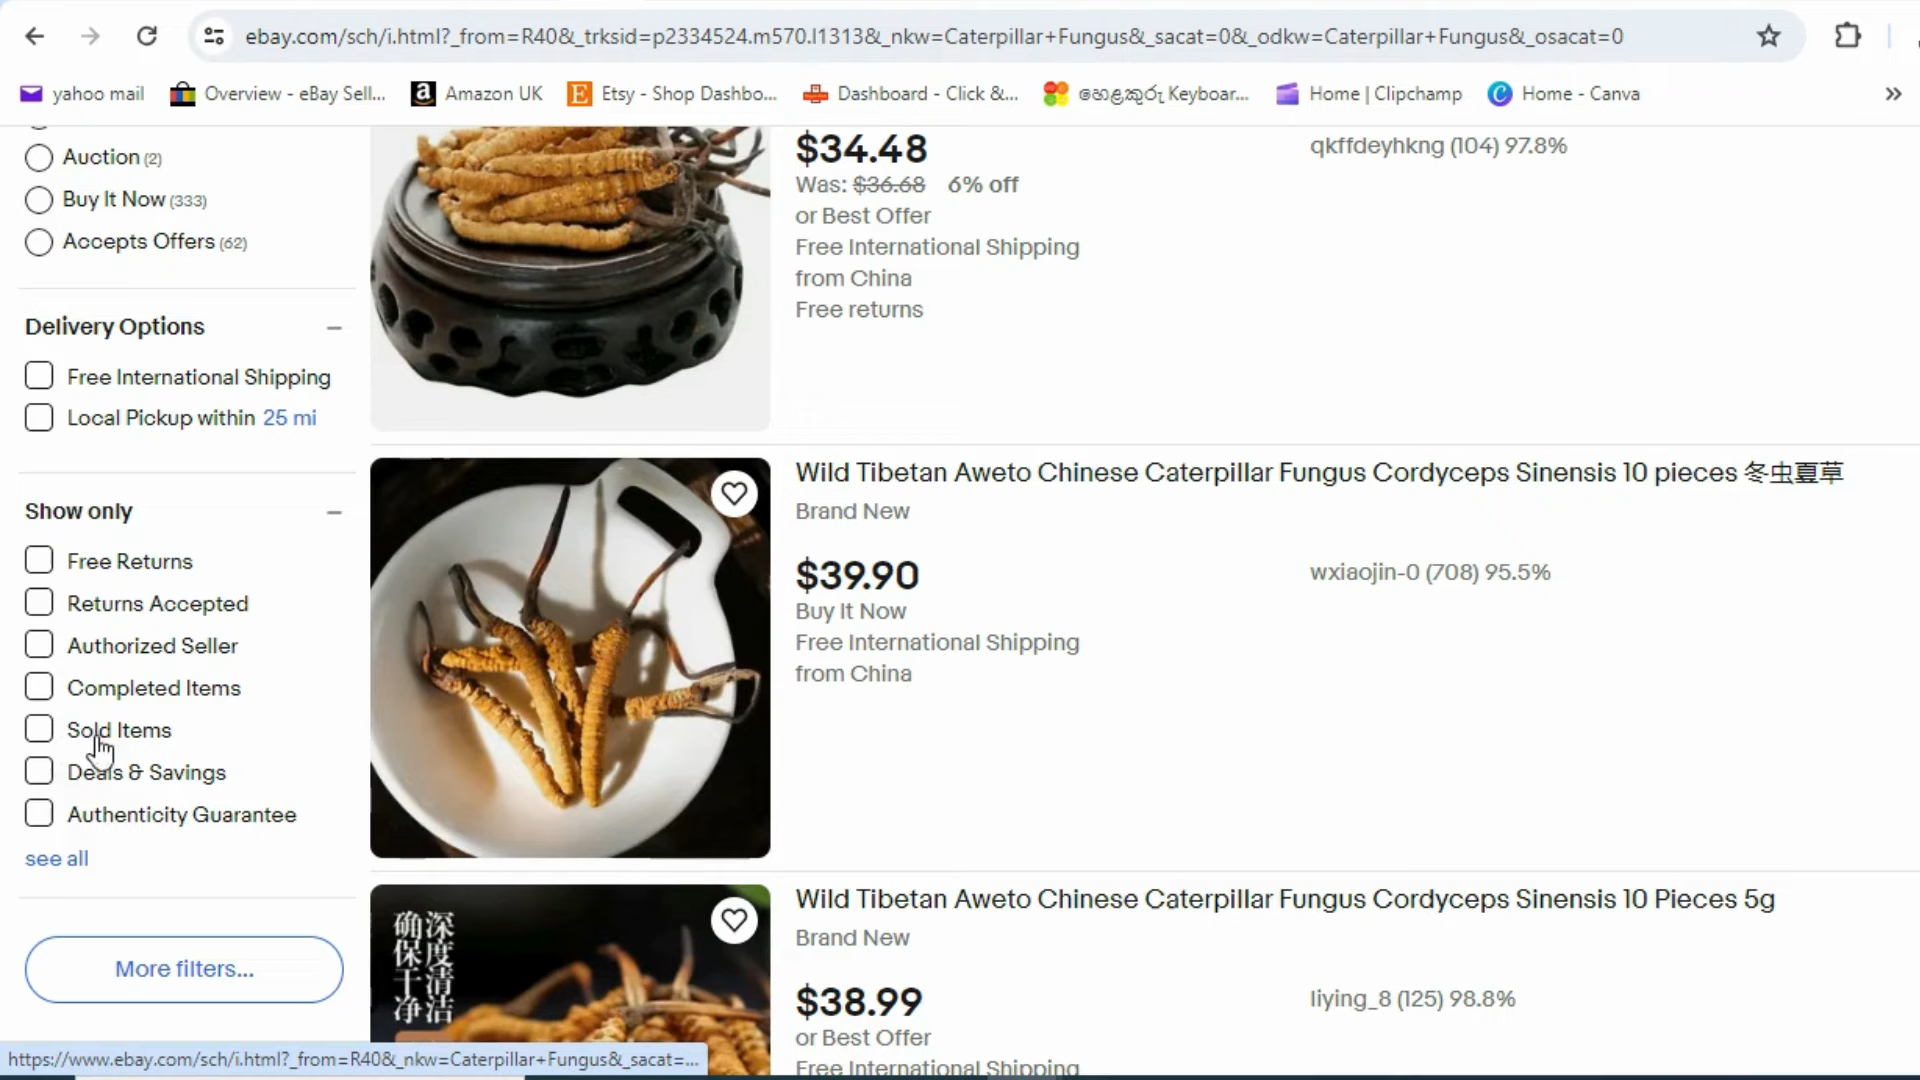 ebay.com/sch/i.html?_from=R40&_trksid=p2334524.m570.l1313&_nkw=Caterpillar+Fungus&_sacat=0&_odkw=Caterpillar+Fungus&_osacat=0
yahoo mail
Overview - eBay Sell...
Amazon UK
Etsy - Shop Dashbo...
Dashboard - Click &...
හෙළකුරු Keyboar...
Home | Clipchamp
Home - Canva
Auction (2)
Buy It Now (333)
Accepts Offers (62)
Delivery Options
Free International Shipping
Local Pickup within 25 mi
Show only
Free Returns
Returns Accepted
Authorized Seller
Completed Items
Sold Items
Deals & Savings
Authenticity Guarantee
see all
More filters...
$34.48
Was: $36.68 6% off
or Best Offer
Free International Shipping
from China
Free returns
qkffdeyhkng (104) 97.8%
Wild Tibetan Aweto Chinese Caterpillar Fungus Cordyceps Sinensis 10 pieces 冬虫夏草
Brand New
$39.90
Buy It Now
Free International Shipping
from China
wxiaojin-0 (708) 95.5%
深度清洁
确保干净
Wild Tibetan Aweto Chinese Caterpillar Fungus Cordyceps Sinensis 10 Pieces 5g
Brand New
$38.99
or Best Offer
Free International Shipping
liying_8 (125) 98.8%
https://www.ebay.com/sch/i.html?_from=R40&_nkw=Caterpillar+Fungus&_sacat=...